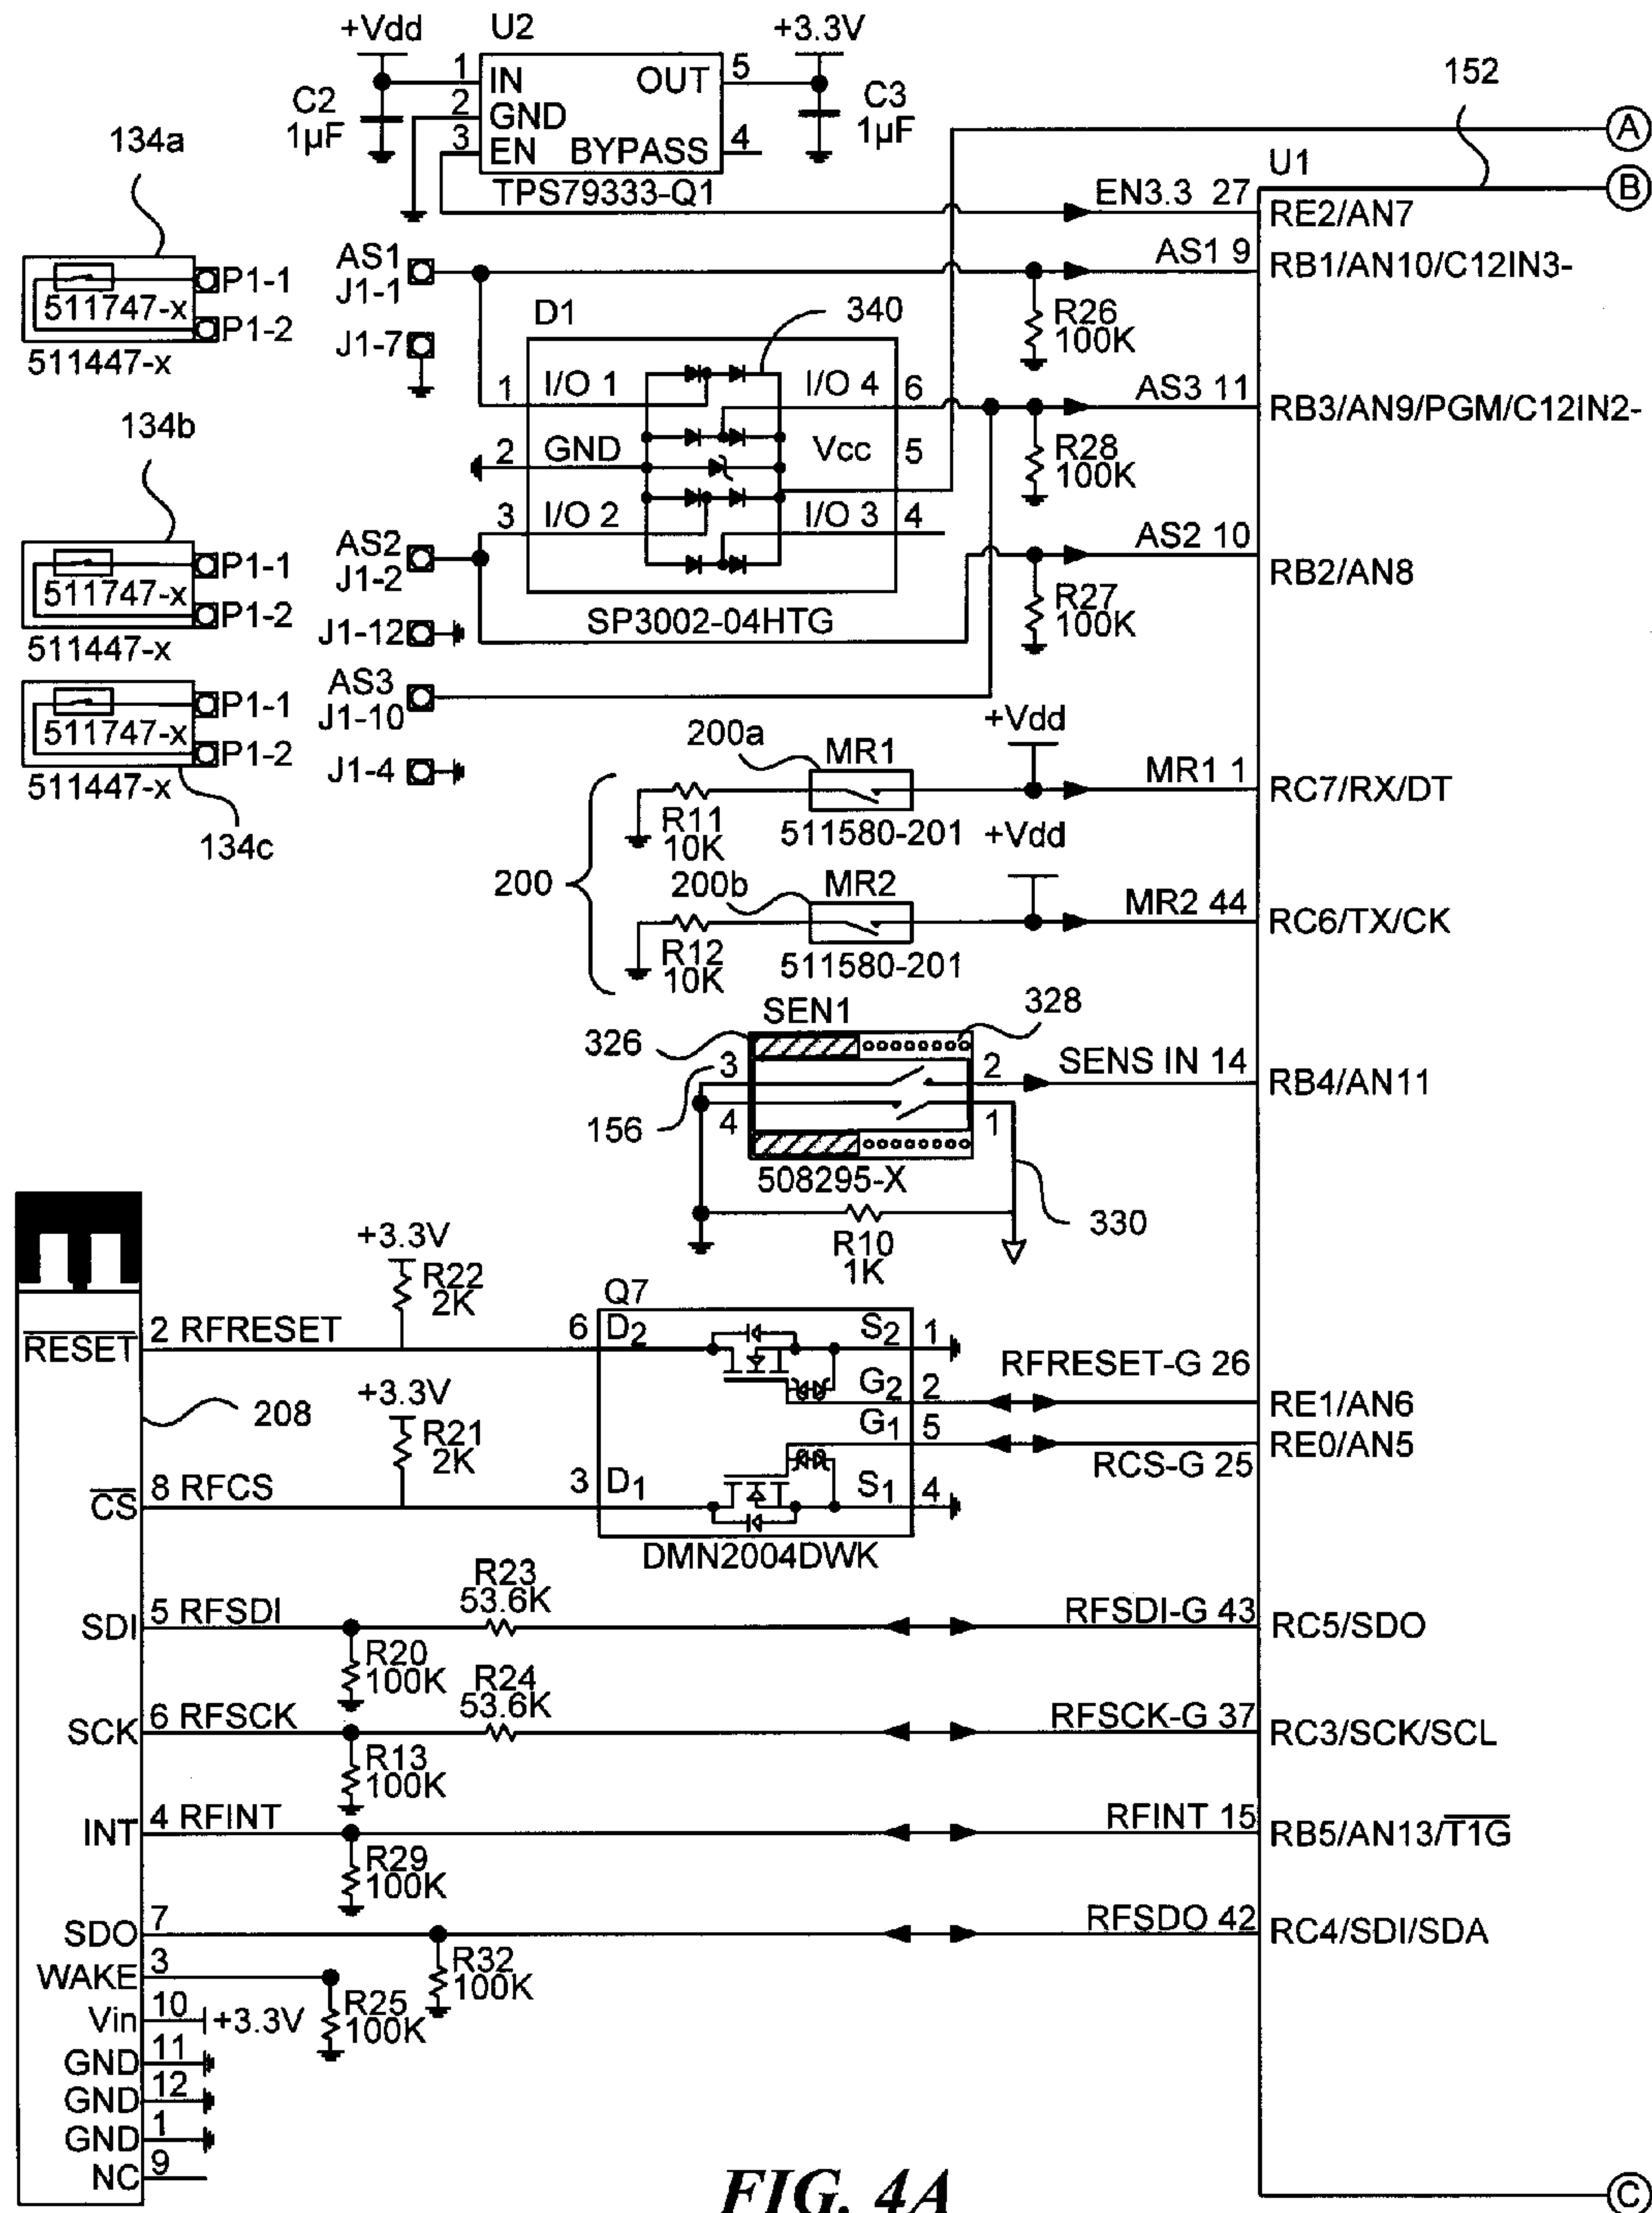 +Vdd
U2
+3.3V
1 IN OUT 5
C2
1µF
2 GND
C3
1µF
3 EN BYPASS 4
TPS79333-Q1
152
A
U1
B
EN3.3 27 RE2/AN7
134a
P1-1
511747-x
P1-2
511447-x
AS1
J1-1
J1-7
AS1 9 RB1/AN10/C12IN3-
R26
100K
D1
340
1 I/O 1 I/O 4 6
AS3 11 RB3/AN9/PGM/C12IN2-
2 GND Vcc 5
R28
100K
3 I/O 2 I/O 3 4
SP3002-04HTG
134b
P1-1
511747-x
P1-2
511447-x
AS2
J1-2
J1-12
AS2 10 RB2/AN8
R27
100K
AS3
J1-10
J1-4
P1-1
511747-x
P1-2
511447-x
134c
200
200a
MR1
+Vdd
R11
10K
511580-201
MR1 1 RC7/RX/DT
200b
MR2
+Vdd
R12
10K
511580-201
MR2 44 RC6/TX/CK
SEN1
326
328
3
2
SENS IN 14 RB4/AN11
156
4
1
508295-X
330
R10
1K
+3.3V
R22
2K
Q7
RESET 2 RFRESET
6 D2 S2 1
RFRESET-G 26 RE1/AN6
G2 2
208
+3.3V
R21
2K
G1 5
RE0/AN5
RCS-G 25
CS 8 RFCS
3 D1 S1 4
DMN2004DWK
R23
53.6K
SDI 5 RFSDI
RFSDI-G 43 RC5/SDO
R20
100K
R24
53.6K
SCK 6 RFSCK
RFSCK-G 37 RC3/SCK/SCL
R13
100K
INT 4 RFINT
RFINT 15 RB5/AN13/T1G
R29
100K
SDO 7
RFSDO 42 RC4/SDI/SDA
R32
100K
WAKE 3
R25
100K
Vin 10 +3.3V
GND 11
GND 12
GND 1
NC 9
FIG. 4A
C